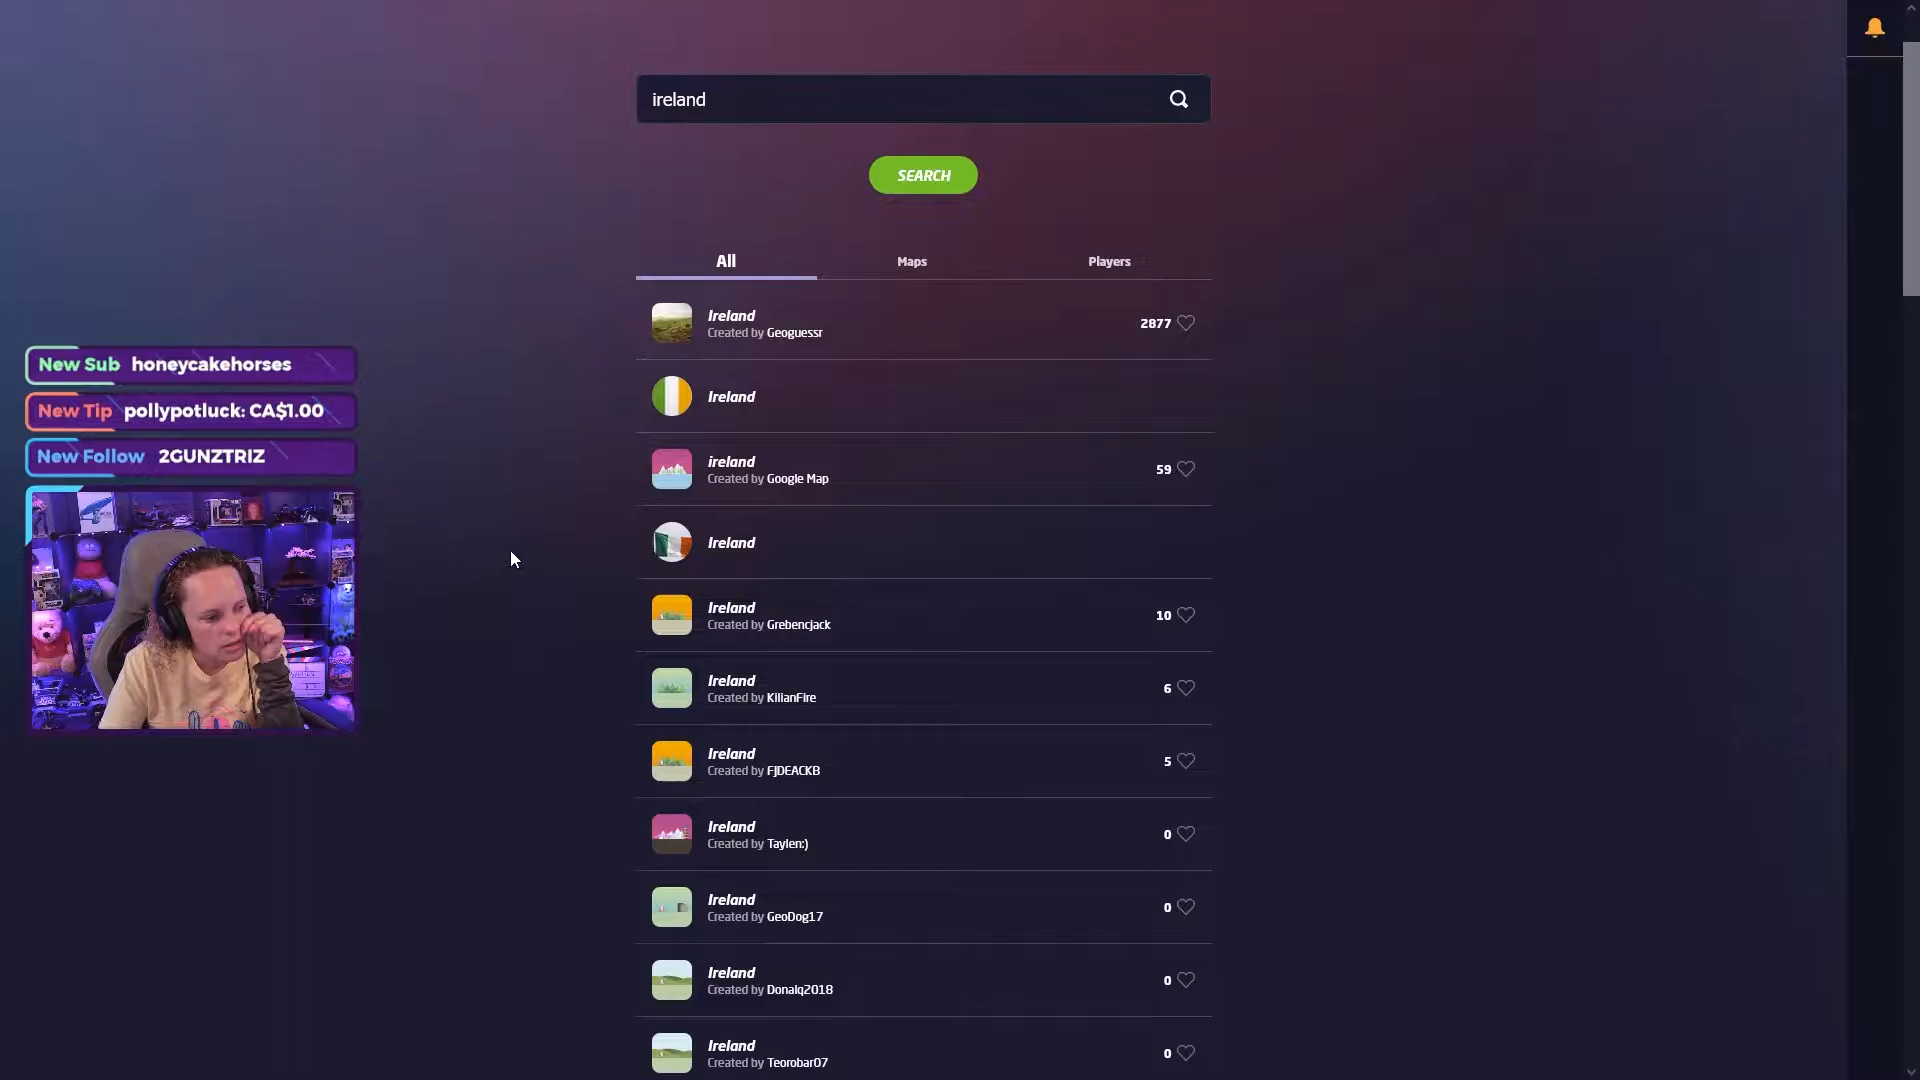 ireland
SEARCH
All
Maps
Players
Ireland
Created by Geoguessr
2877
Ireland
ireland
Created by Google Map
59
Ireland
Ireland
Created by Grebencjack
10
Ireland
Created by KilianFire
6
Ireland
Created by FJDEACKB
5
Ireland
Created by Taylen:)
0
Ireland
Created by GeoDog17
0
Ireland
Created by Donalq2018
0
Ireland
Created by Teorobar07
0
New Sub honeycakehorses
New Tip pollypotluck: CA$1.00
New Follow 2GUNZTRIZ